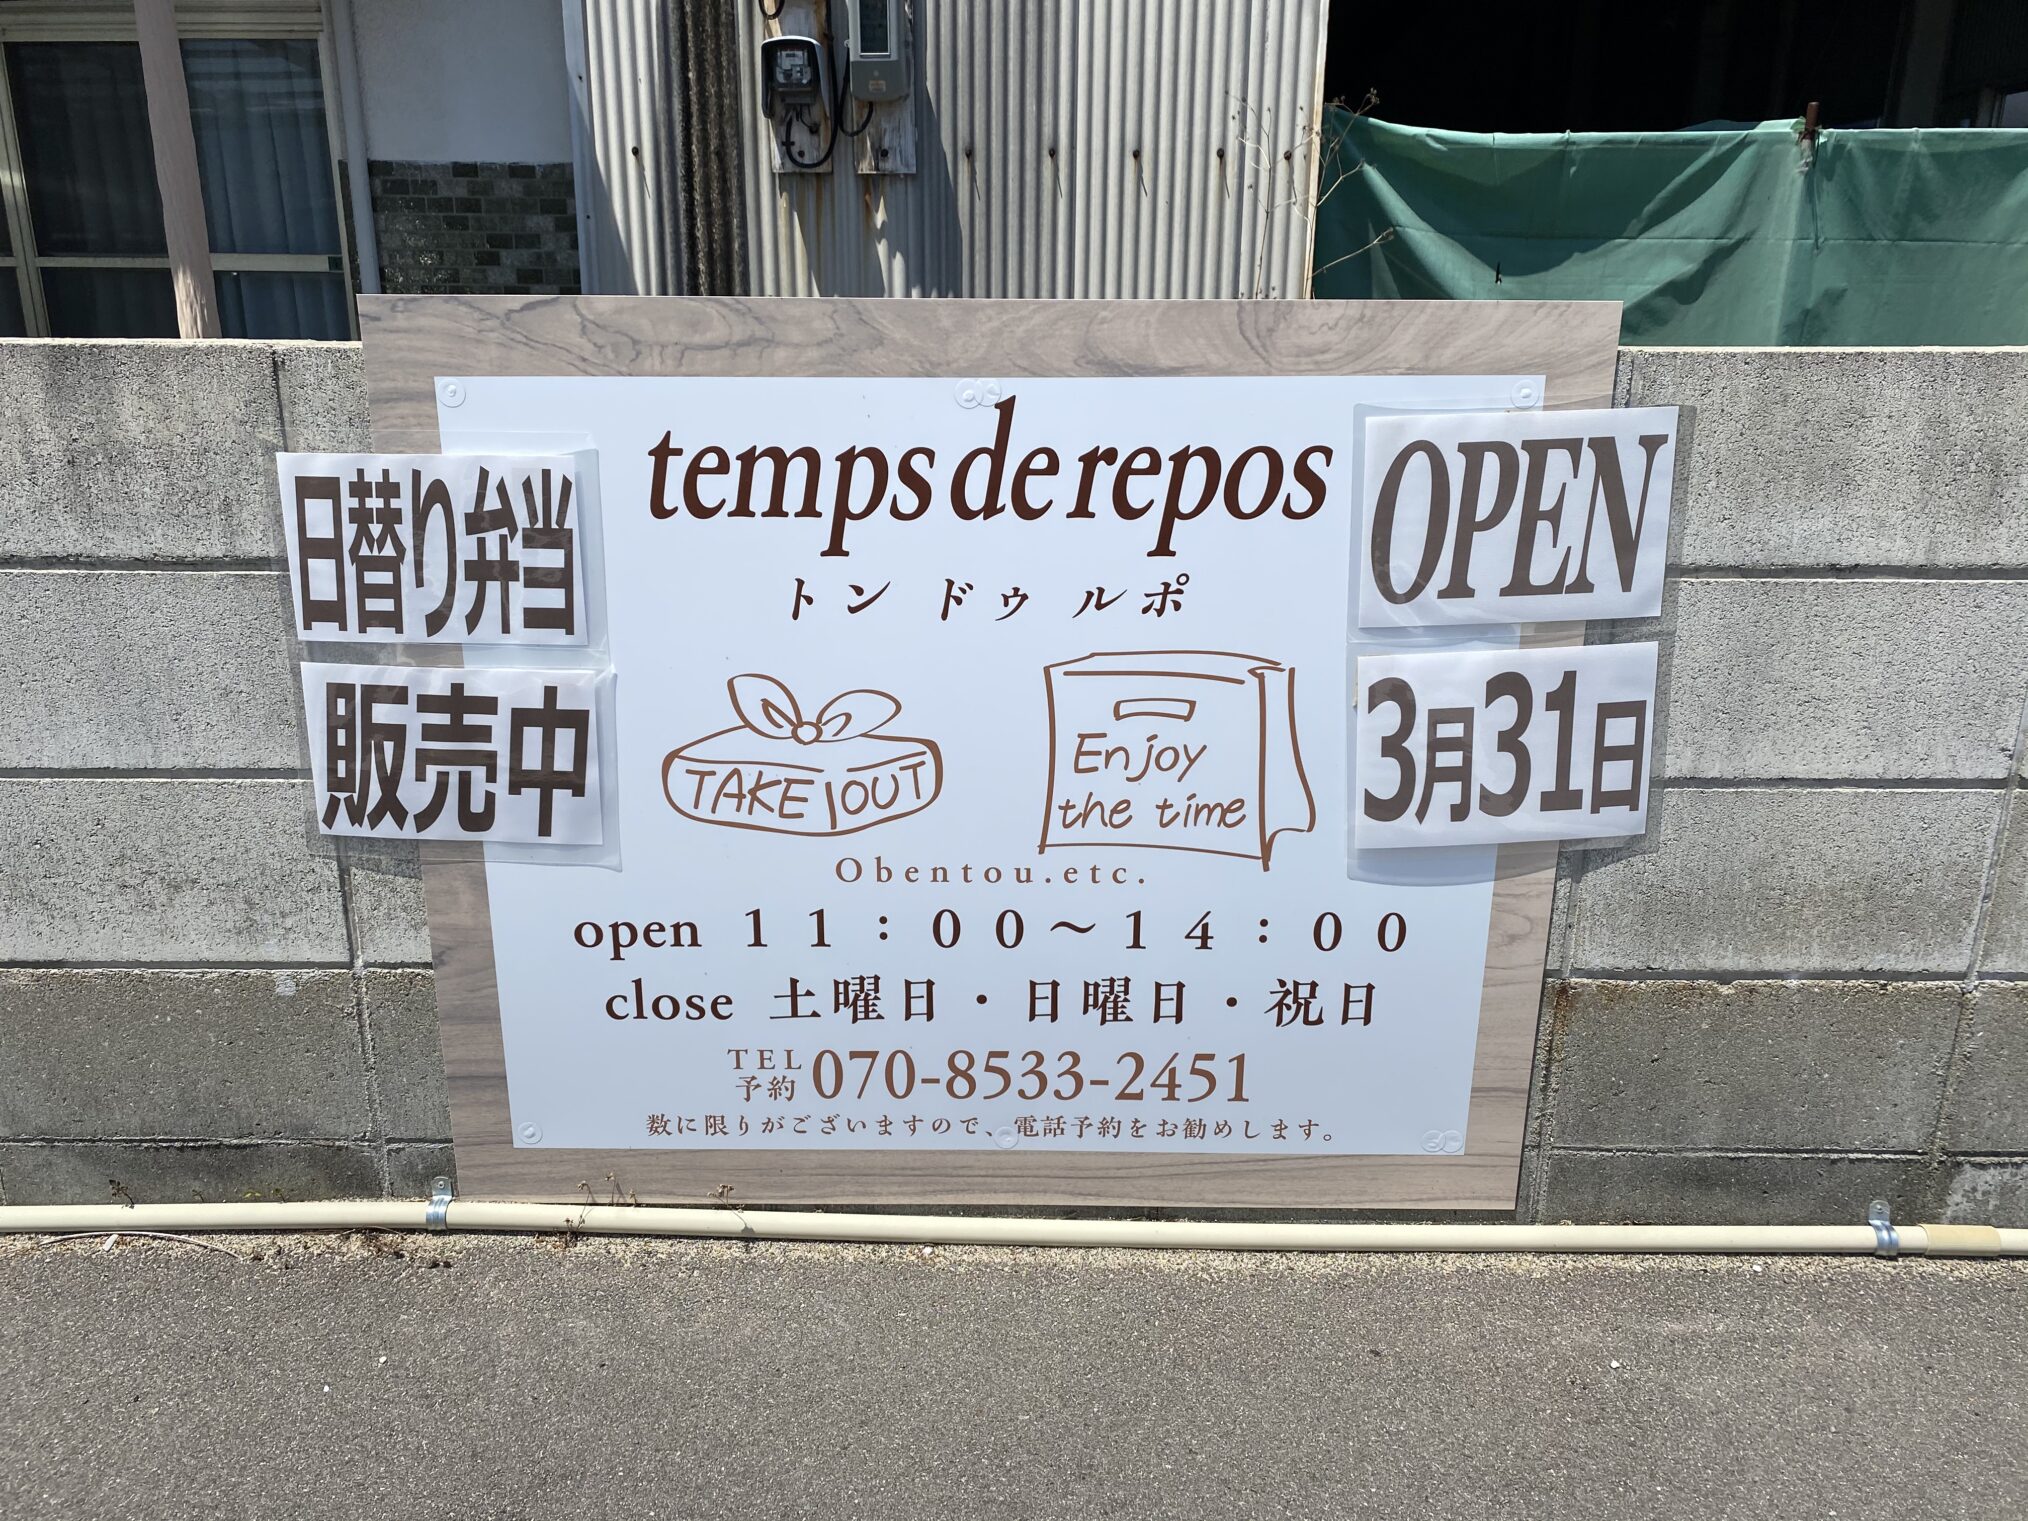 temps de repos
トン ドゥ ルポ
日替り弁当
販売中
OPEN
3月31日
TAKE OUT
Enjoy
the time
Obentou.etc.
open 11：00～14：00
close 土曜日・日曜日・祝日
TEL
予約 070-8533-2451
数に限りがございますので、電話予約をお勧めします。